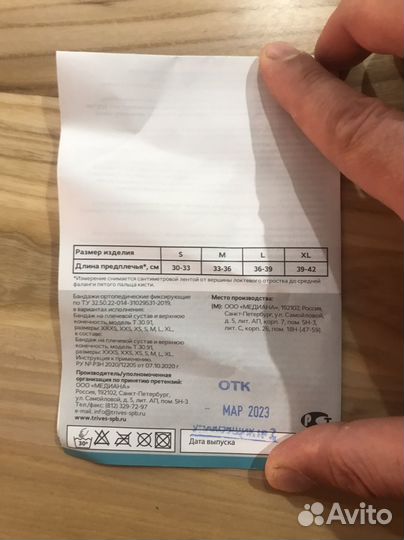 Размер изделия S M L XL
Длина предплечья*, см 30-33 33-36 36-39 39-42
*Измерение снимается сантиметровой лентой от вершины локтевого отростка до средней
фаланги пятого пальца кисти.
Бандажи ортопедические фиксирующие
по ТУ 32.50.22-014-31029531-2019,
в вариантах исполнения:
Бандаж на плечевой сустав и верхнюю
конечность, модель Т.30.91,
размеры: XXXS, XXS, XS, S, M, L, XL,
в составе:
Бандаж на плечевой сустав и верхнюю
конечность, модель Т.30.91,
размеры: XXXS, XXS, XS, S, M, L, XL.
Инструкция к применению.
РУ № РЗН 2020/12205 от 07.10.2020 г
Производитель/уполномоченная
организация по принятию претензий:
ООО «МЕДИАНА»
Россия, 192102, Санкт-Петербург,
ул. Самойловой, д. 5, лит. АП, пом. 5Н-3
Тел./факс: (812) 329-72-97
e-mail: info@trives-spb.ru
www.trives-spb.ru
Место производства:
(М): ООО «МЕДИАНА», 192102, Россия,
Санкт-Петербург, ул. Самойловой,
д. 5, лит. АП, корп. 7, пом. 5Н-3,
лит. С, корп. 26, пом. 18Н (47-59)
ОТК
- МАР 2023
УПАКОВЩИК № 2
РСТ
30°
Дата выпуска
Avito